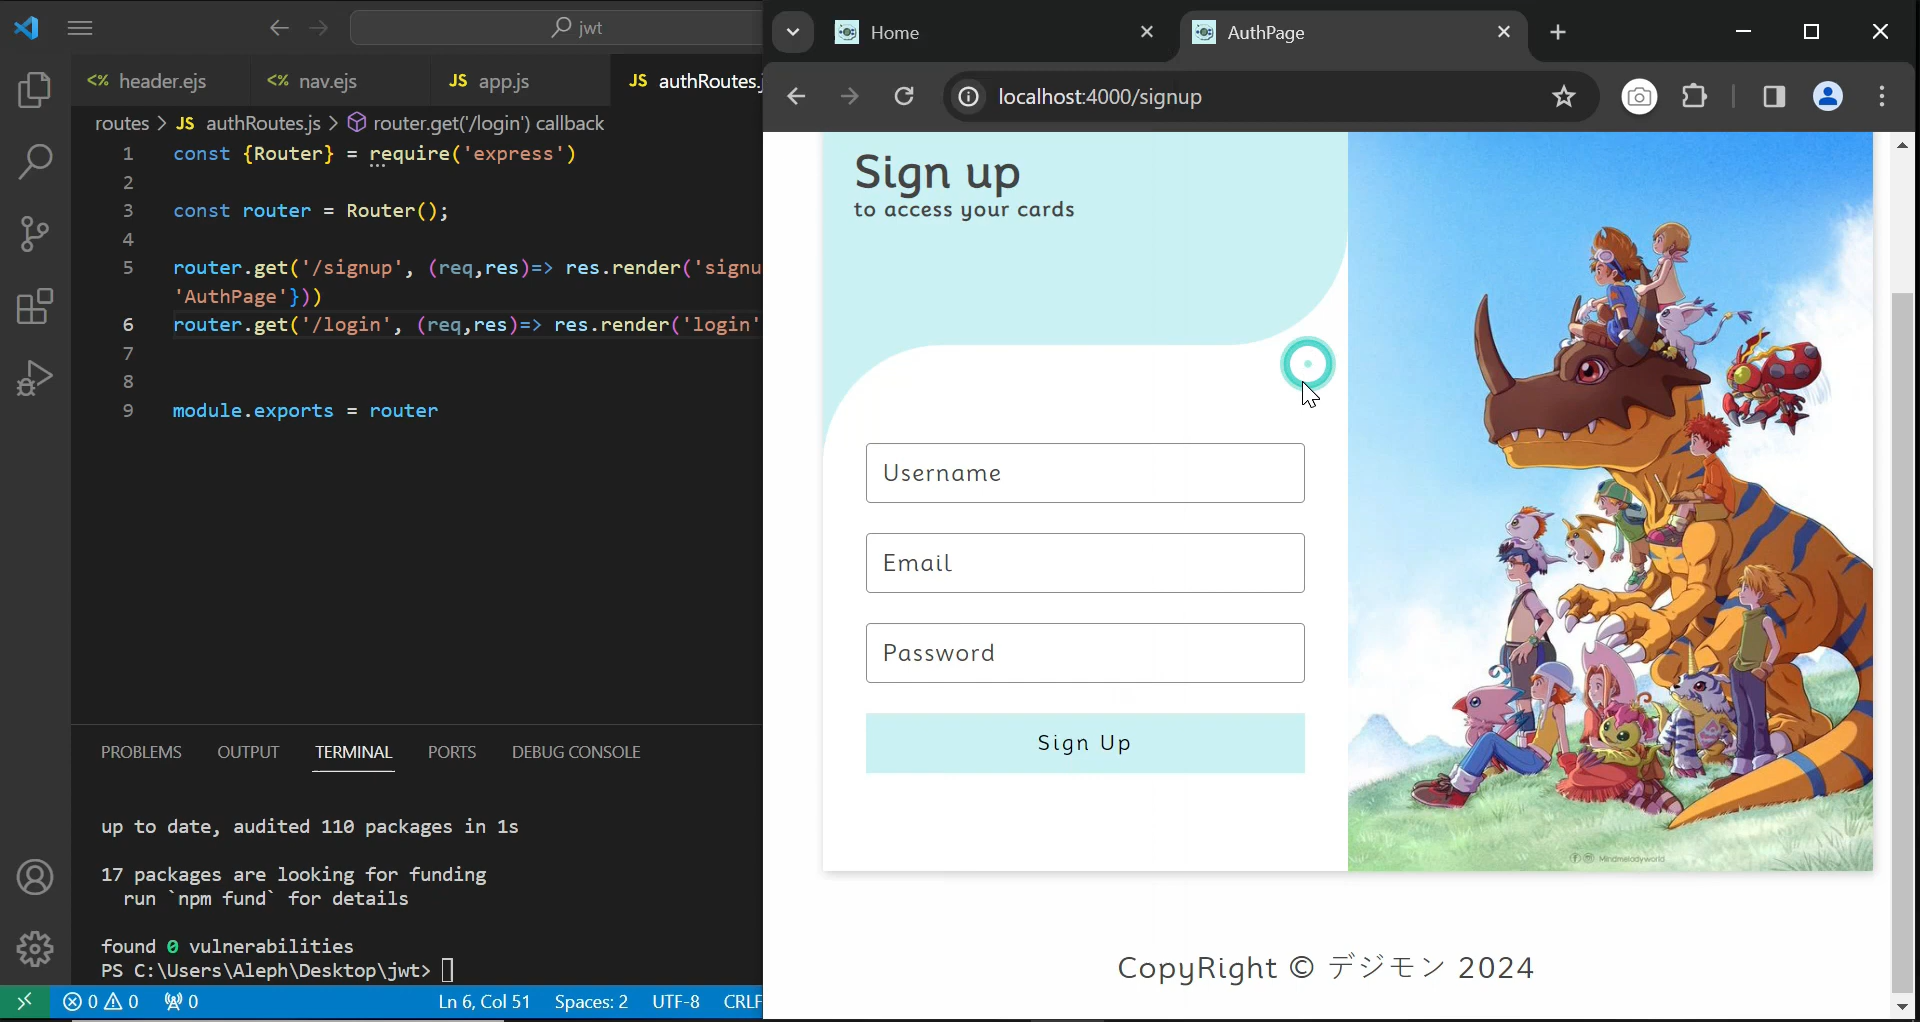 jwt
header.ejs
nav.ejs
JS app.js
JS authRoutes.j
routes > JS authRoutes.js > router.get('/login') callback
1 const {Router} = require('express')
2
3 const router = Router();
4
5 router.get('/signup', (req,res)=> res.render('signu
'AuthPage'}))
6 router.get('/login', (req,res)=> res.render('login'
7
8
9 module.exports = router
PROBLEMS OUTPUT TERMINAL PORTS DEBUG CONSOLE
up to date, audited 110 packages in 1s
17 packages are looking for funding
run `npm fund` for details
found 0 vulnerabilities
PS C:\Users\Aleph\Desktop\jwt>
0 0 0 Ln 6, Col 51 Spaces: 2 UTF-8 CRLF
Home
AuthPage
localhost:4000/signup
Sign up
to access your cards
Username
Email
Password
Sign Up
Mindmelodyworld
CopyRight © デジモン 2024